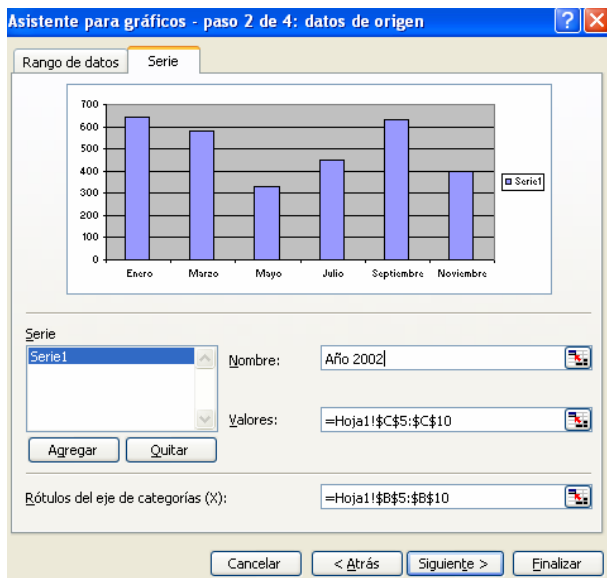 Asistente para gráficos - paso 2 de 4: datos de origen
Rango de datos
Serie
700
600
500
400
300
200
100
0
Enero Marzo Mayo Julio Septiembre Noviembre
Serie1
Serie
Serie1
Nombre: Año 2002
Valores: =Hoja1!$C$5:$C$10
Agregar Quitar
Rótulos del eje de categorías (X): =Hoja1!$B$5:$B$10
Cancelar < Atrás Siguiente > Finalizar